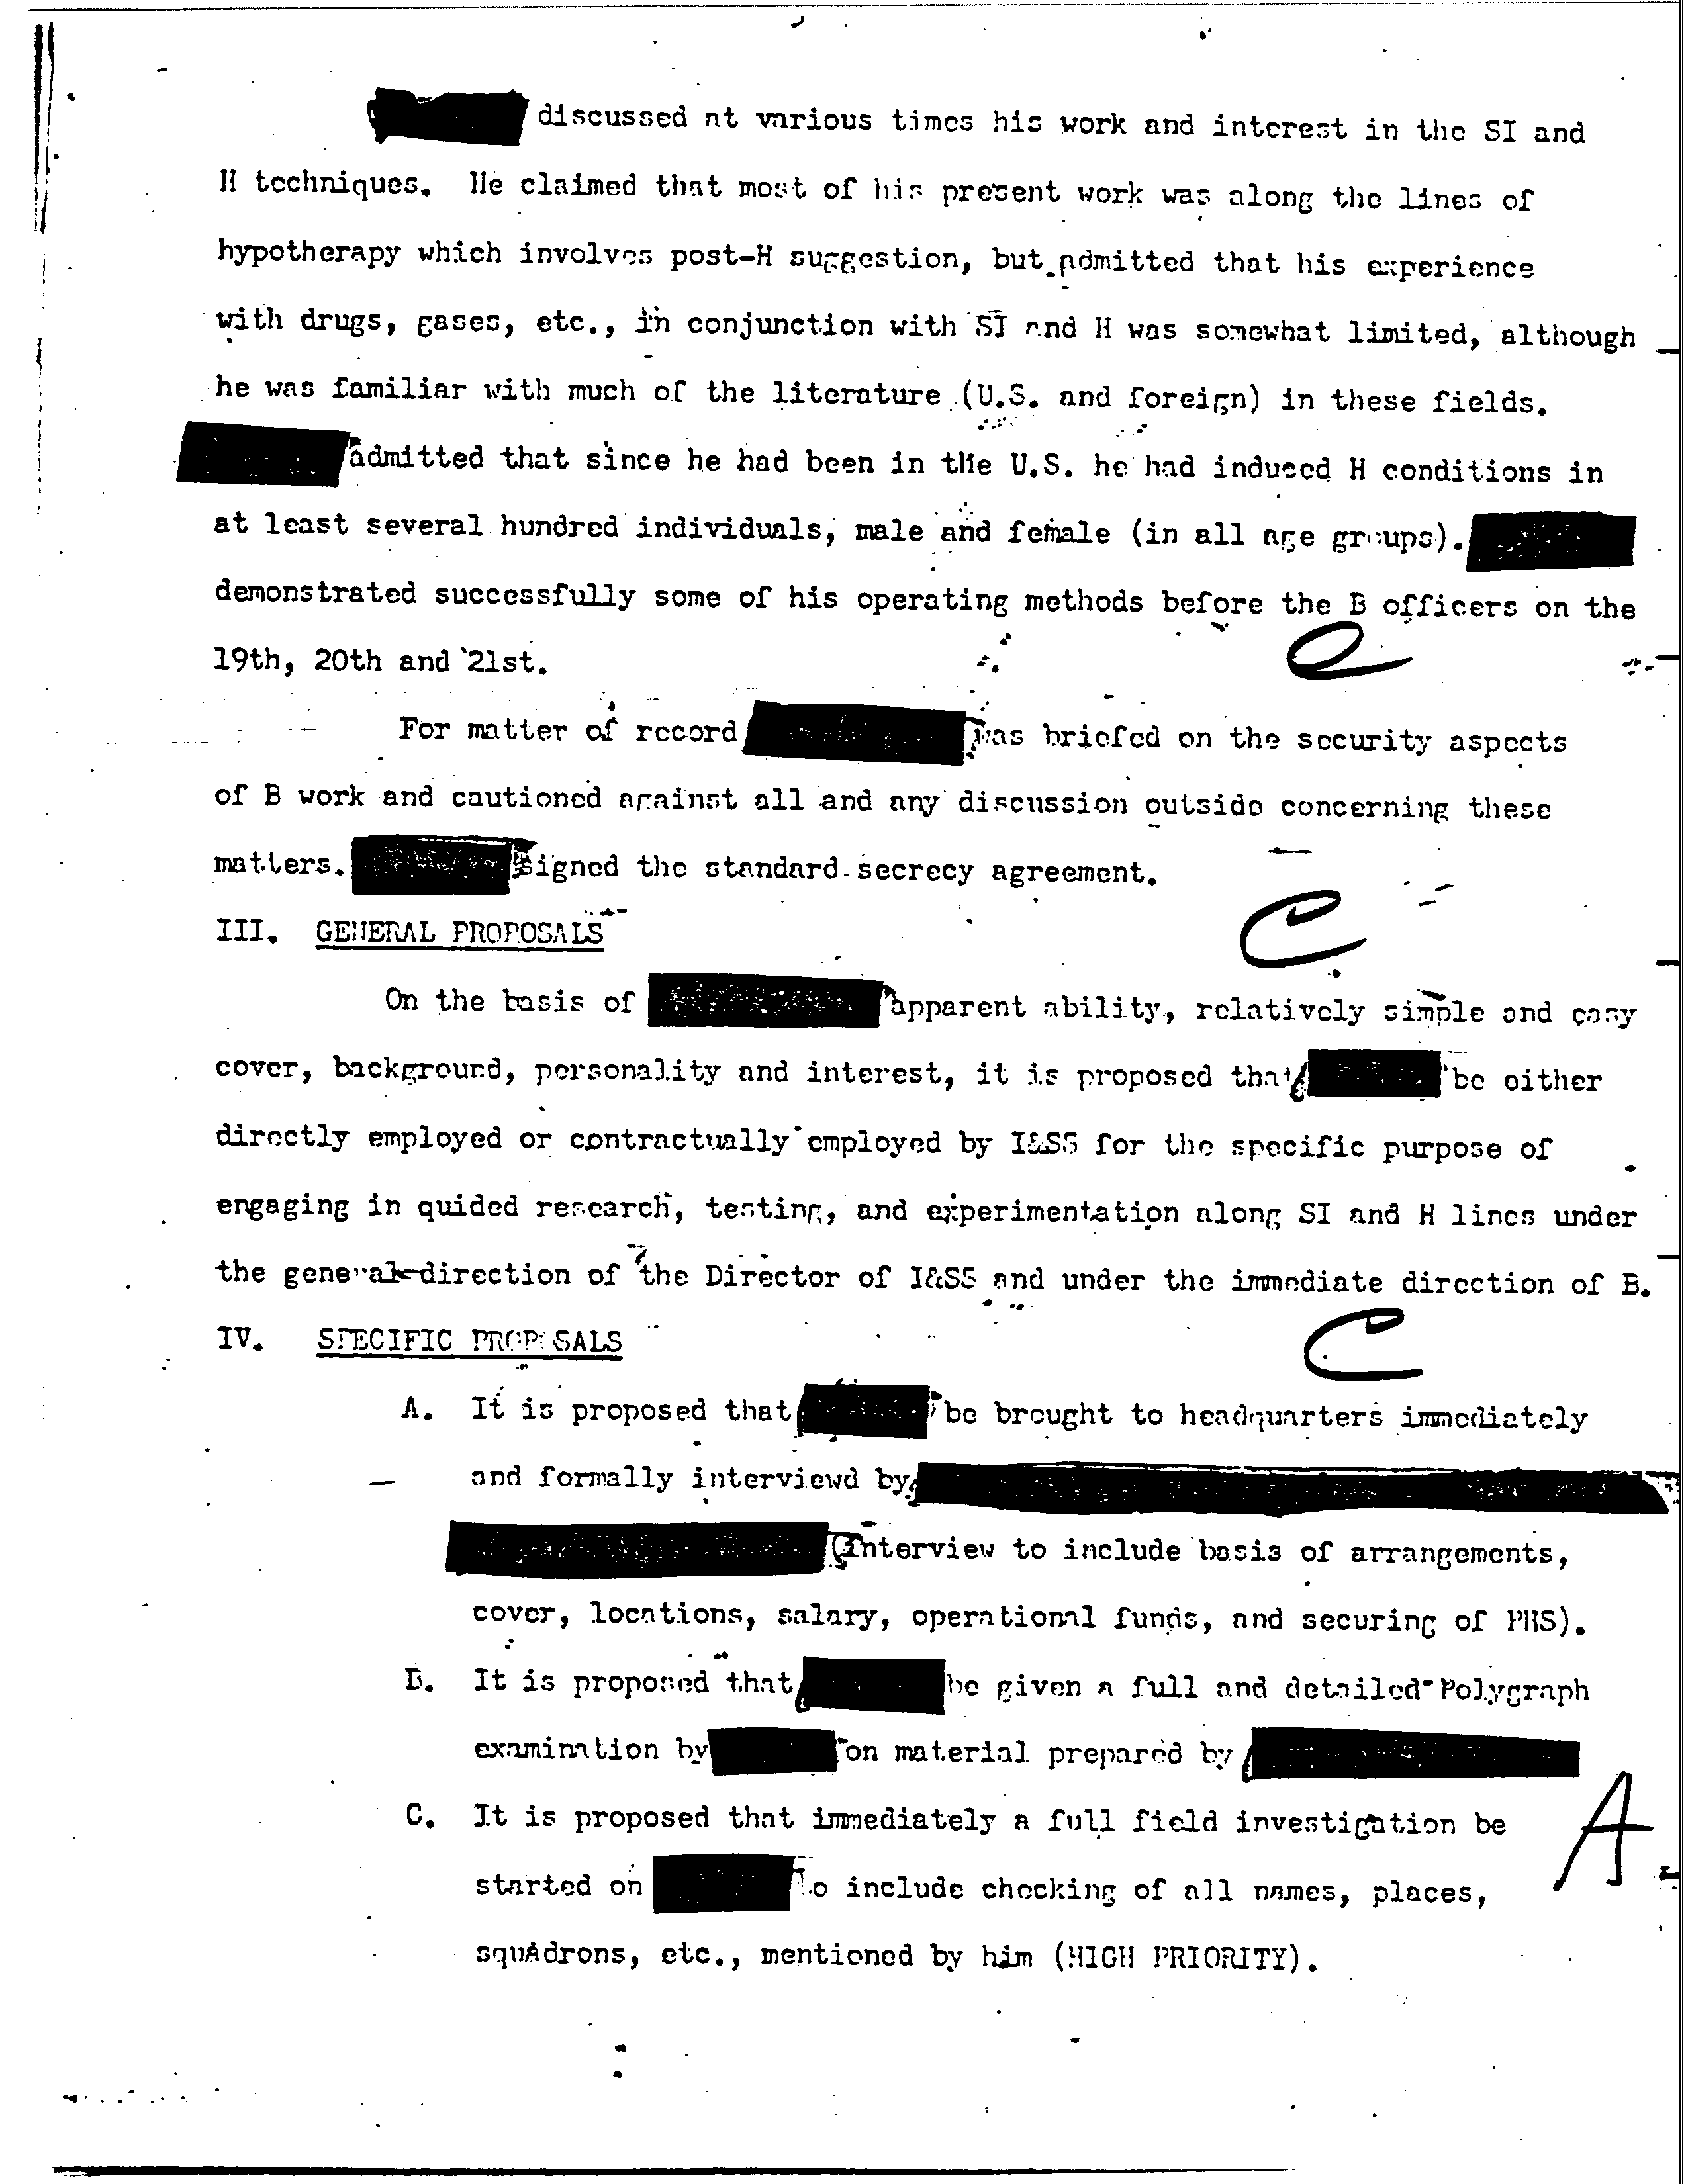 discussed at various times his work and interest in the SI and
H techniques. He claimed that most of his present work was along the lines of
hypotherapy which involves post-H suggestion, but admitted that his experience
with drugs, gases, etc., in conjunction with SI and H was somewhat limited, although
he was familiar with much of the literature (U.S. and foreign) in these fields.
admitted that since he had been in the U.S. he had induced H conditions in
at least several hundred individuals, male and female (in all age groups).
demonstrated successfully some of his operating methods before the B officers on the
19th, 20th and 21st.
C
For matter of record was briefed on the security aspects
of B work and cautioned against all and any discussion outside concerning these
matters. signed the standard secrecy agreement.
III. GENERAL PROPOSALS
C
On the basis of apparent ability, relatively simple and easy
cover, background, personality and interest, it is proposed that be either
directly employed or contractually employed by I&SS for the specific purpose of
engaging in quided research, testing, and experimentation along SI and H lines under
the general direction of the Director of I&SS and under the immediate direction of B.
IV. SPECIFIC PROPOSALS
C
A. It is proposed that be brought to headquarters immediately
and formally interviewd by
(Interview to include basis of arrangements,
cover, locations, salary, operational funds, and securing of PHS).
B. It is proposed that be given a full and detailed Polygraph
examination by on material prepared by
A
C. It is proposed that immediately a full field investigation be
started on to include checking of all names, places,
squAdrons, etc., mentioned by him (HIGH PRIORITY).